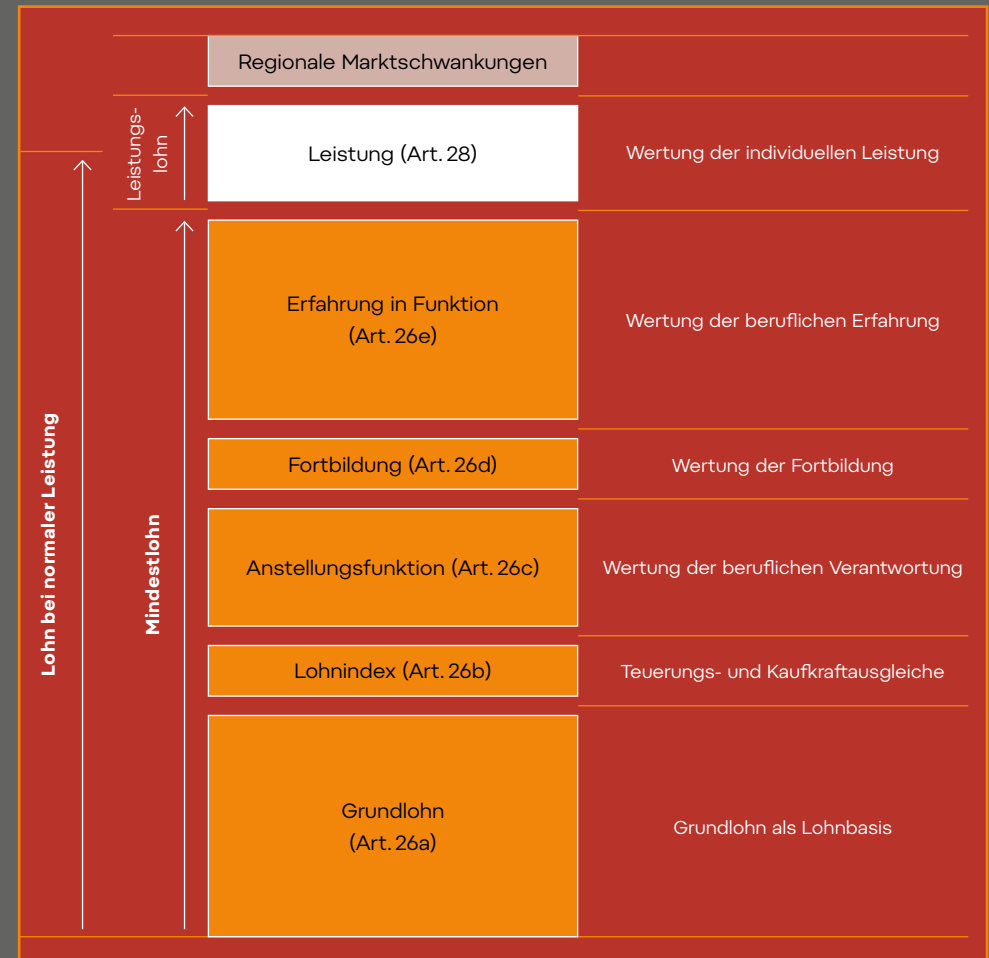 Regionale Marktschwankungen
Leistungs-
lohn
Leistung (Art. 28)
Wertung der individuellen Leistung
Erfahrung in Funktion
(Art. 26e)
Wertung der beruflichen Erfahrung
Lohn bei normaler Leistung
Mindestlohn
Fortbildung (Art. 26d)
Wertung der Fortbildung
Anstellungsfunktion (Art. 26c)
Wertung der beruflichen Verantwortung
Lohnindex (Art. 26b)
Teuerungs- und Kaufkraftausgleiche
Grundlohn
(Art. 26a)
Grundlohn als Lohnbasis